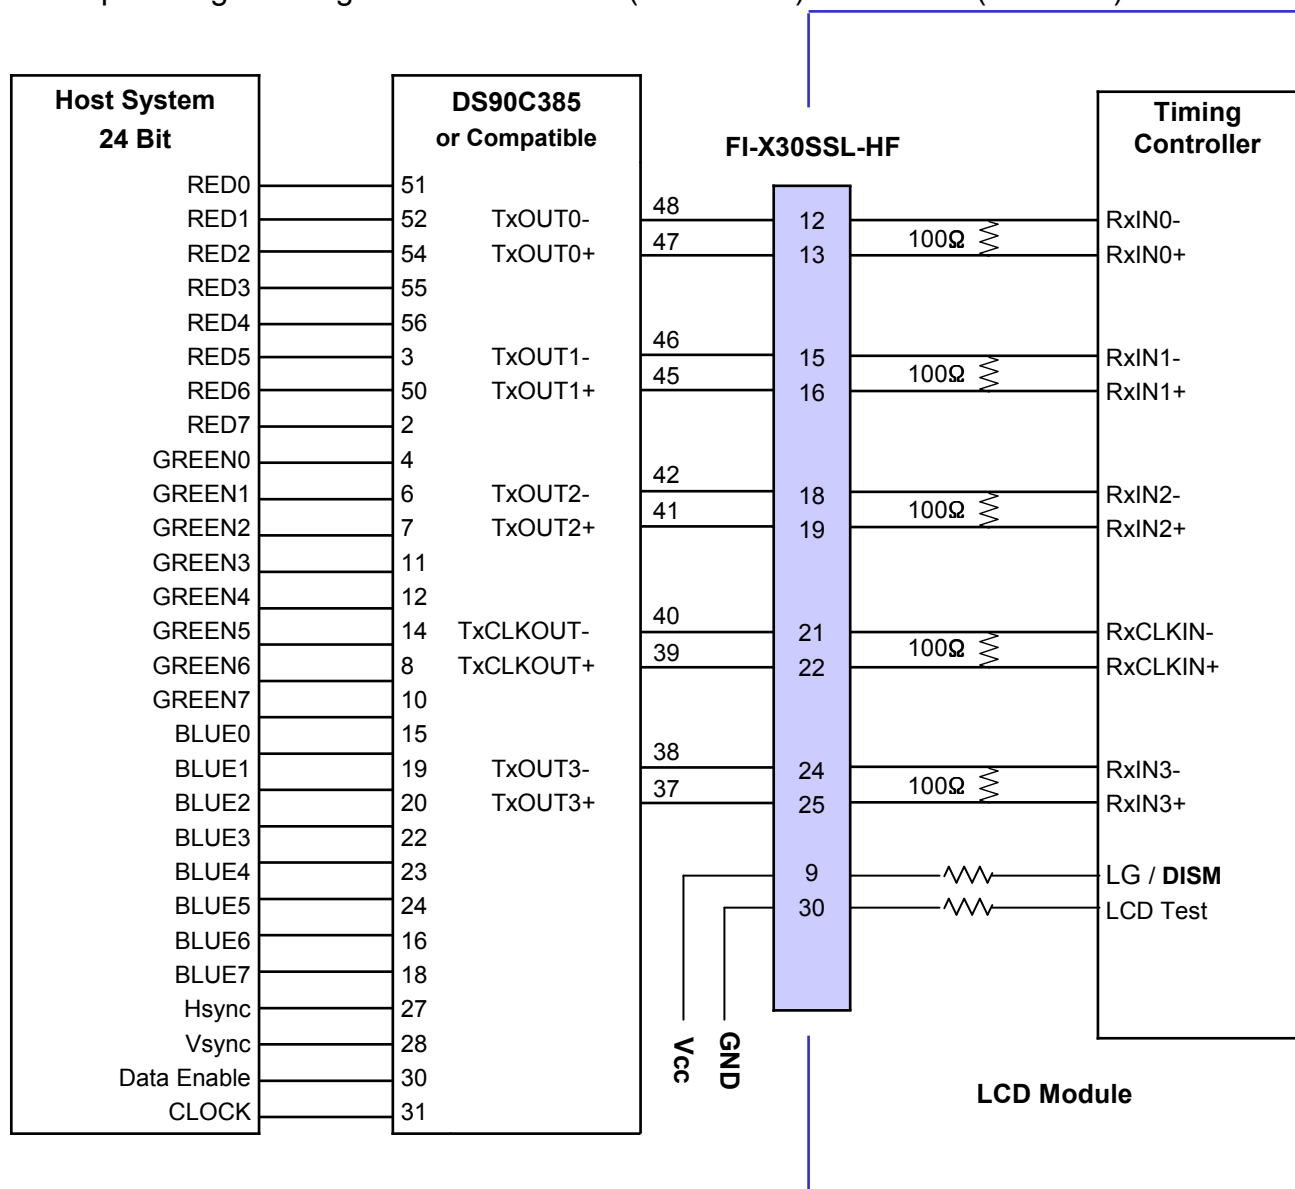 Host System
24 Bit
RED0
RED1
RED2
RED3
RED4
RED5
RED6
RED7
GREEN0
GREEN1
GREEN2
GREEN3
GREEN4
GREEN5
GREEN6
GREEN7
BLUE0
BLUE1
BLUE2
BLUE3
BLUE4
BLUE5
BLUE6
BLUE7
Hsync
Vsync
Data Enable
CLOCK
DS90C385
or Compatible
51
52
54
55
56
3
50
2
4
6
7
11
12
14
8
10
15
19
20
22
23
24
16
18
27
28
30
31
TxOUT0-
TxOUT0+
TxOUT1-
TxOUT1+
TxOUT2-
TxOUT2+
TxCLKOUT-
TxCLKOUT+
TxOUT3-
TxOUT3+
48
47
46
45
42
41
40
39
38
37
Vcc
GND
FI-X30SSL-HF
12
13
15
16
18
19
21
22
24
25
9
30
100Ω
100Ω
100Ω
100Ω
100Ω
Timing
Controller
RxIN0-
RxIN0+
RxIN1-
RxIN1+
RxIN2-
RxIN2+
RxCLKIN-
RxCLKIN+
RxIN3-
RxIN3+
LG / DISM
LCD Test
LCD Module